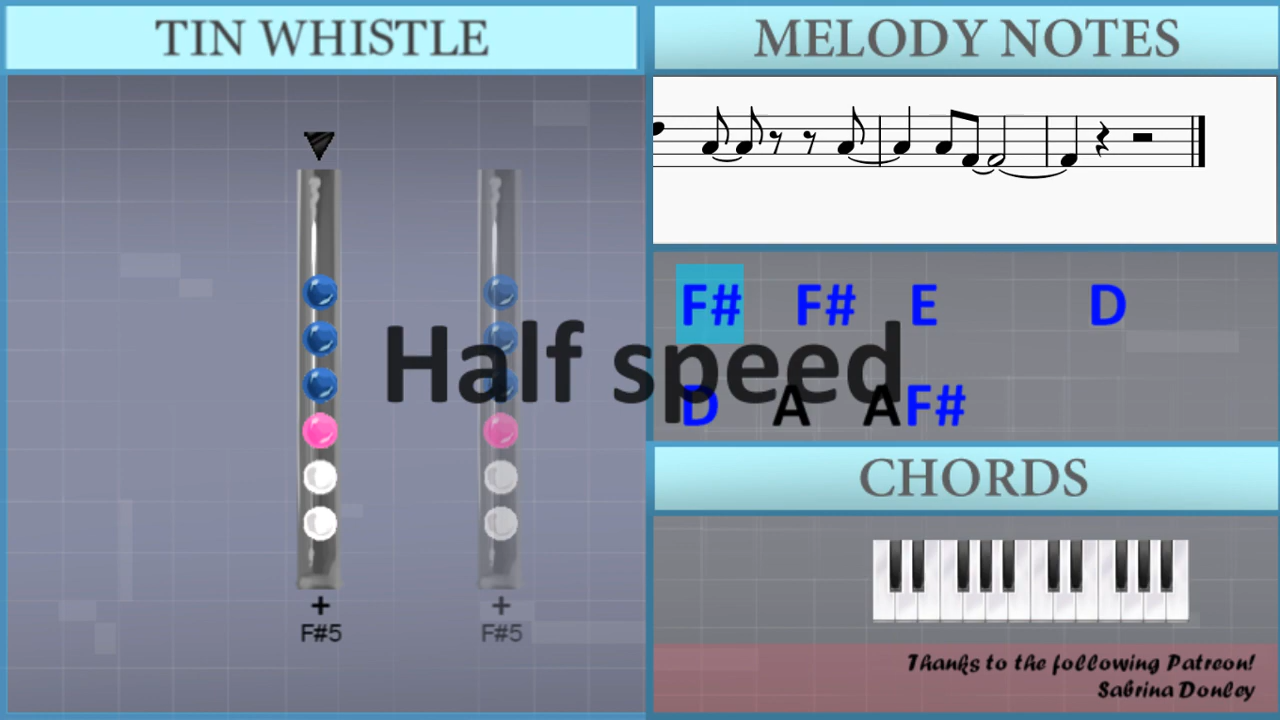 TIN WHISTLE
MELODY NOTES
F# F# E D
Half speed
D A A F#
CHORDS
+ +
F#5 F#5
Thanks to the following Patreon!
Sabrina Donley